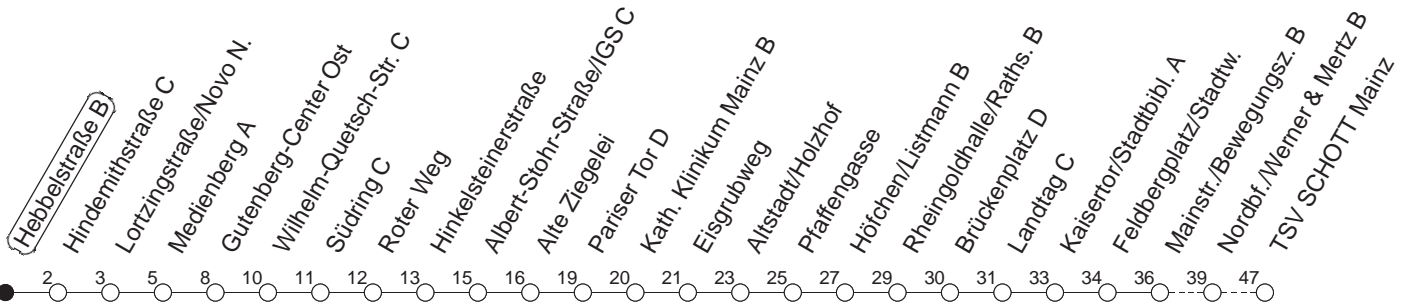 Hebbelstraße B
Hindemithstraße C
Lortzingstraße/Novo N.
Medienberg A
Gutenberg-Center Ost
Wilhelm-Quetsch-Str. C
Südring C
Roter Weg
Hinkelsteinerstraße
Albert-Stohr-Straße/IGS C
Alte Ziegelei
Pariser Tor D
Kath. Klinikum Mainz B
Eisgrubweg
Altstadt/Holzhof
Pfaffengasse
Höfchen/Listmann B
Rheingoldhalle/Raths. B
Brückenplatz D
Landtag C
Kaisertor/Stadtbibl. A
Feldbergplatz/Stadtw.
Mainstr./Bewegungsz. B
Nordbf./Werner & Mertz B
TSV SCHOTT Mainz
2 3 5 8 10 11 12 13 15 16 19 20 21 23 25 27 29 30 31 33 34 36 39 47